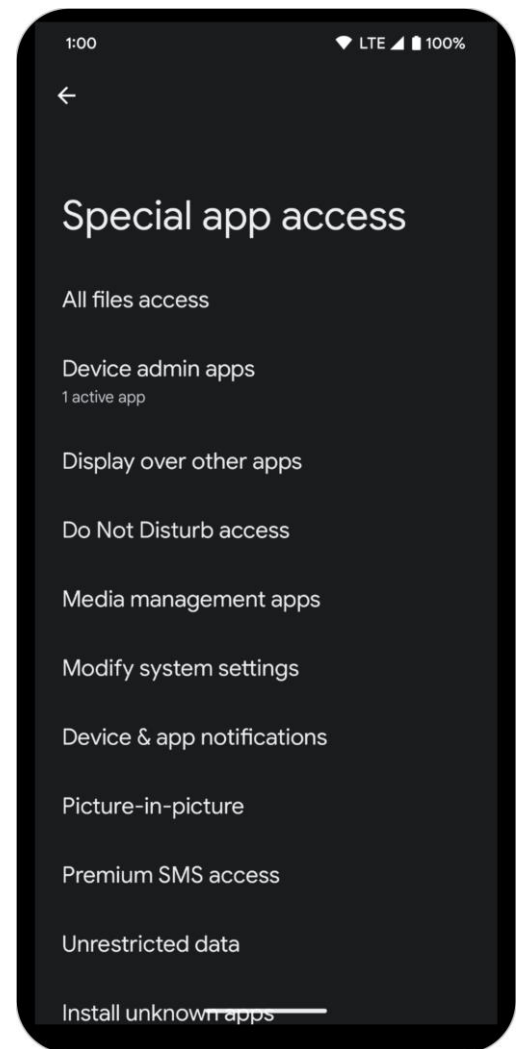 1:00 LTE 100%
Special app access
All files access
Device admin apps
1 active app
Display over other apps
Do Not Disturb access
Media management apps
Modify system settings
Device & app notifications
Picture-in-picture
Premium SMS access
Unrestricted data
Install unknown apps